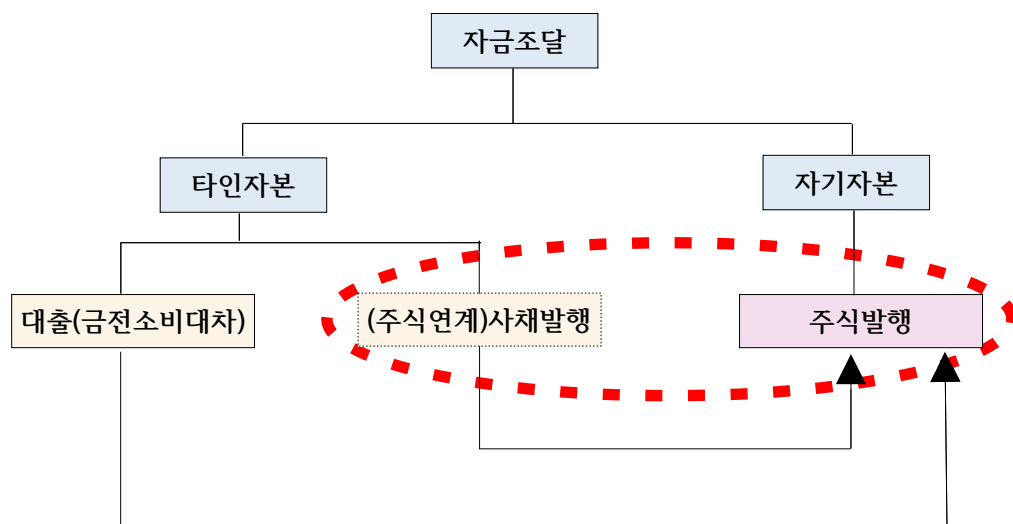 자금조달
타인자본
자기자본
대출(금전소비대차)
(주식연계)사채발행
주식발행